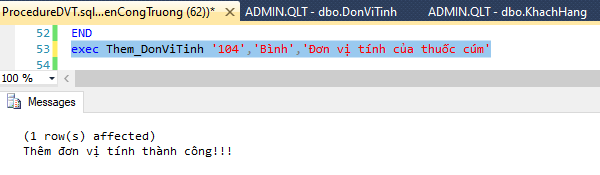 ProcedureDVT.sql...enCongTruong (62))* ADMIN.QLT - dbo.DonViTinh ADMIN.QLT - dbo.KhachHang
52 END
53 exec Them_DonViTinh '104','Bình','Đơn vị tính của thuốc cúm'
54
100 %
Messages
(1 row(s) affected)
Thêm đơn vị tính thành công!!!